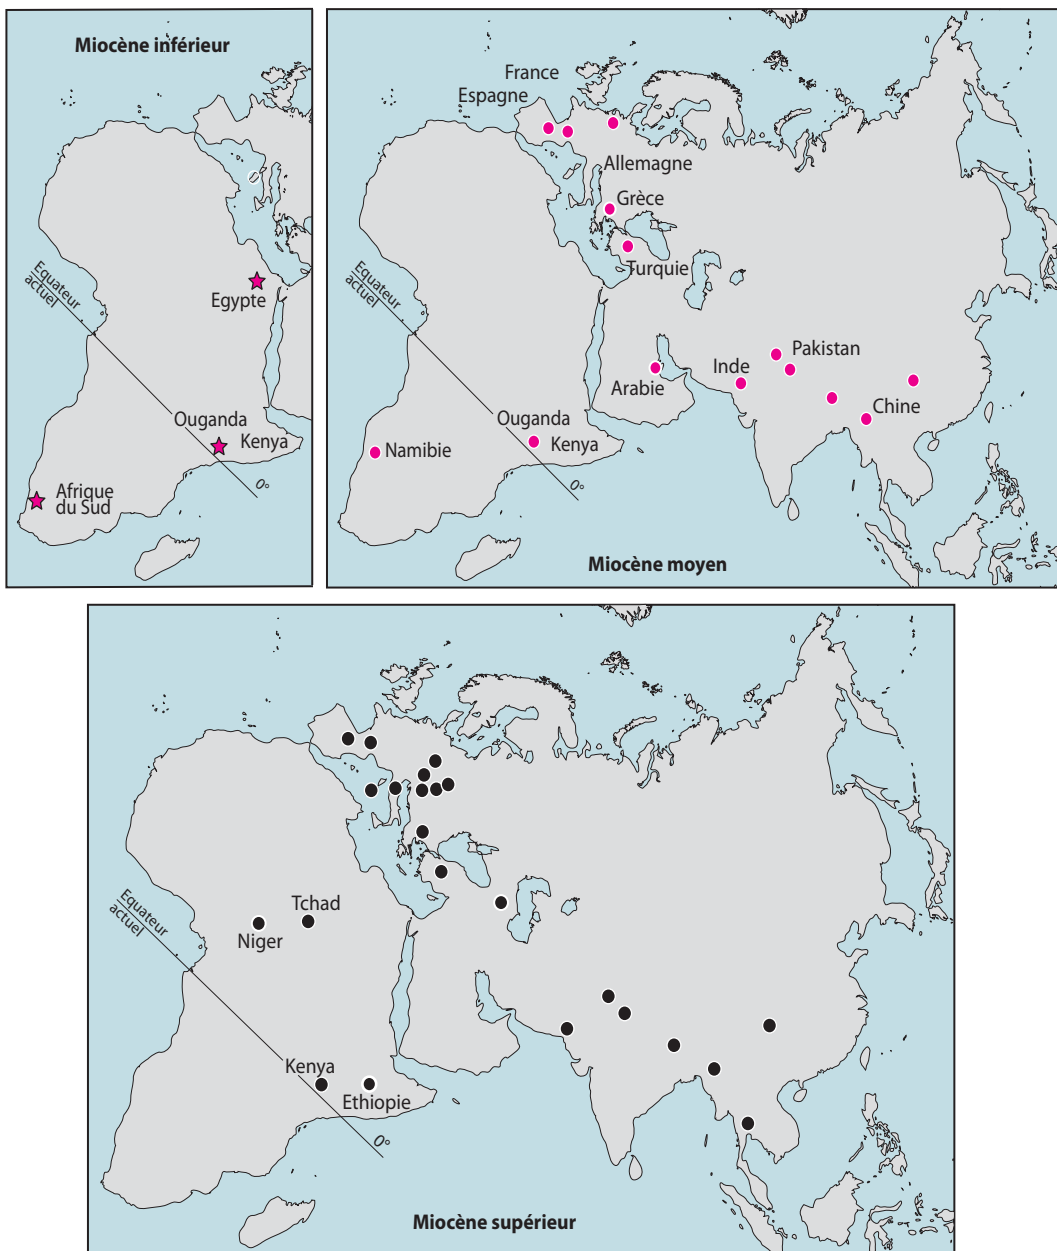 Miocène inférieur
Equateur
actuel
Egypte
Ouganda
Kenya
0°
Afrique
du Sud
France
Espagne
Allemagne
Grèce
Turquie
Equateur
actuel
Pakistan
Inde
Arabie
Chine
Ouganda
Kenya
Namibie
0°
Miocène moyen
Tchad
Niger
Equateur
actuel
Kenya
Ethiopie
0°
Miocène supérieur